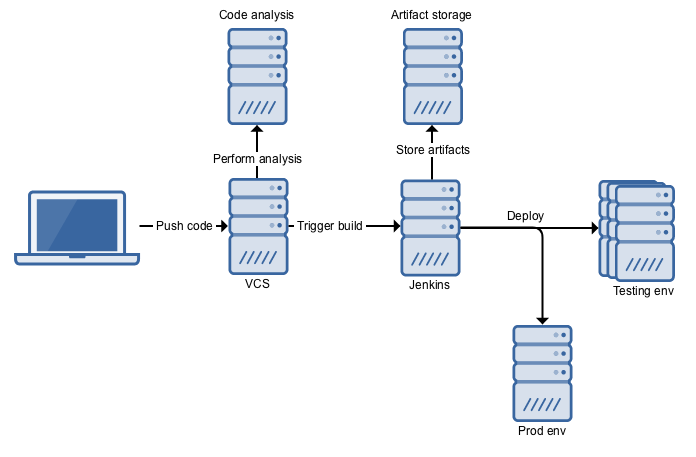 Code analysis
Artifact storage
Perform analysis
Store artifacts
Push code
Trigger build
Deploy
VCS
Jenkins
Testing env
Prod env